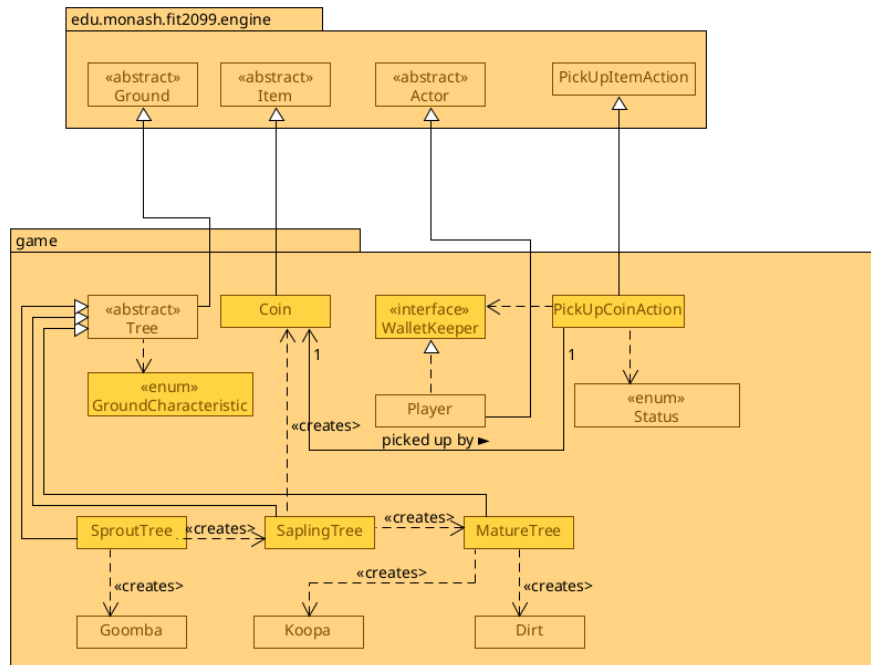 edu.monash.fit2099.engine
«abstract»
Ground
«abstract»
Item
«abstract»
Actor
PickUpItemAction
game
«abstract»
Tree
Coin
«interface»
WalletKeeper
PickUpCoinAction
1
1
«enum»
GroundCharacteristic
Player
«enum»
Status
«creates>
picked up by ►
SproutTree
«creates>
SaplingTree
«creates>
MatureTree
«creates>
«creates>
«creates>
Goomba
Koopa
Dirt